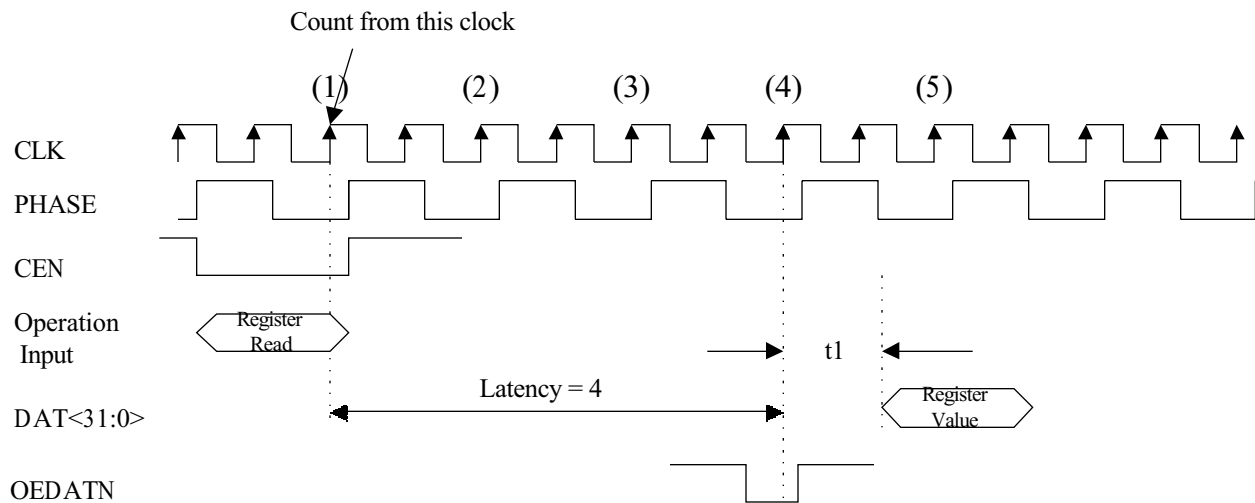 Count from this clock
(1) (2) (3) (4) (5)
CLK
PHASE
CEN
Operation
Input
Register
Read
t1
Latency = 4
DAT<31:0>
Register
Value
OEDATN